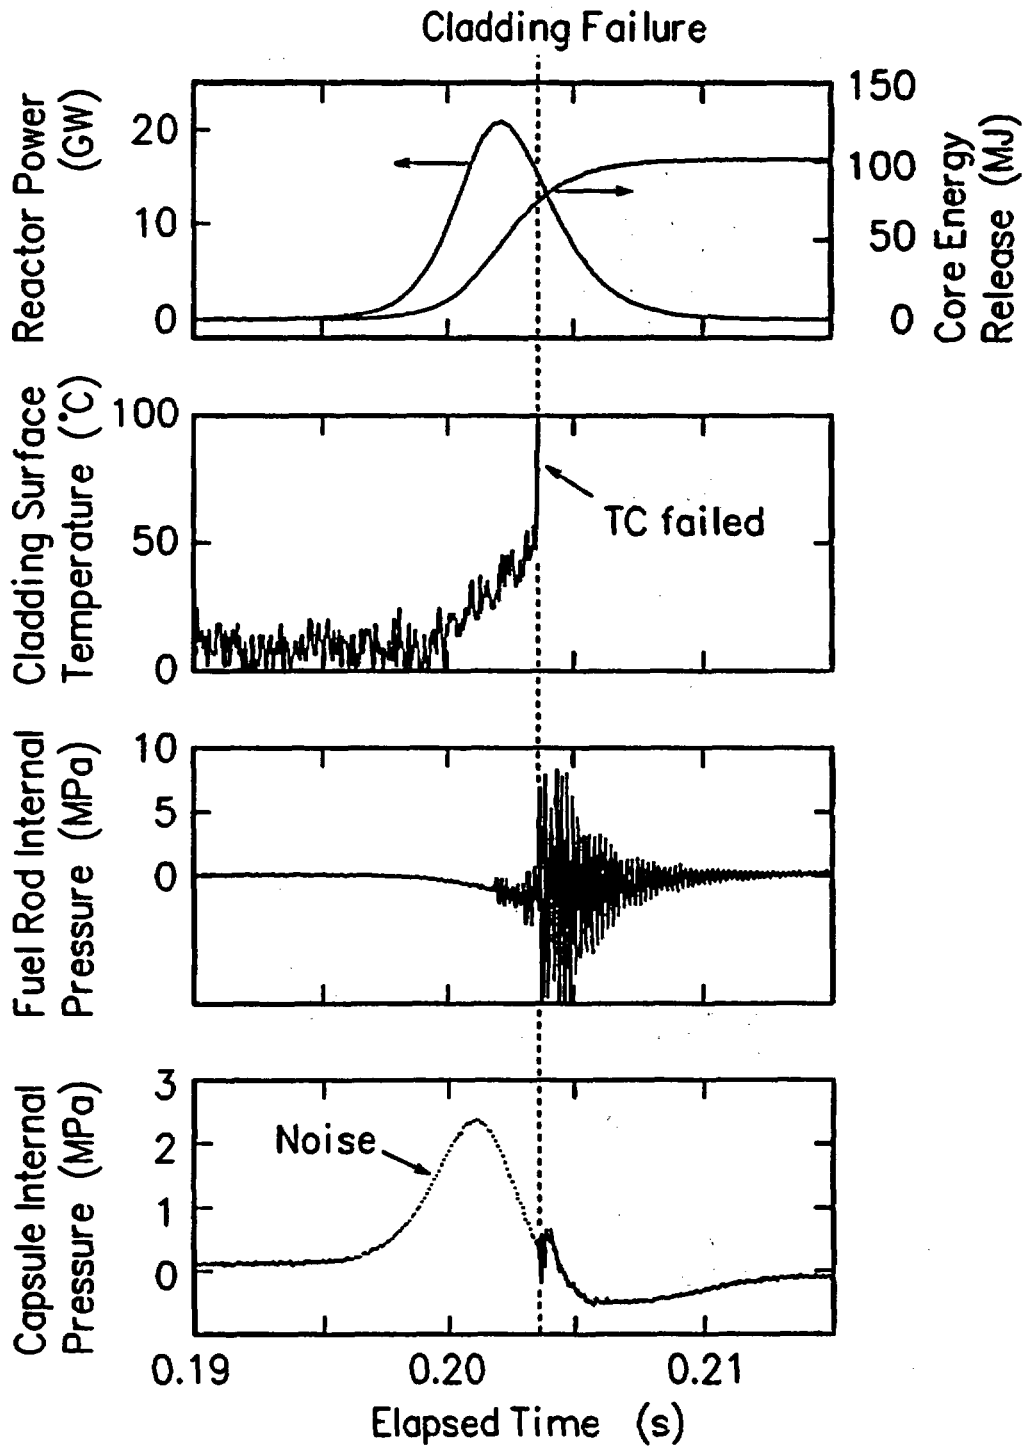 Cladding Failure
Reactor Power
(GW)
20
10
0
150
100
50
0
Core Energy
Release (MJ)
Cladding Surface
Temperature (°C)
100
50
0
TC failed
Fuel Rod Internal
Pressure (MPa)
10
5
0
Capsule Internal
Pressure (MPa)
3
2
1
0
Noise
0.19 0.20 0.21
Elapsed Time (s)